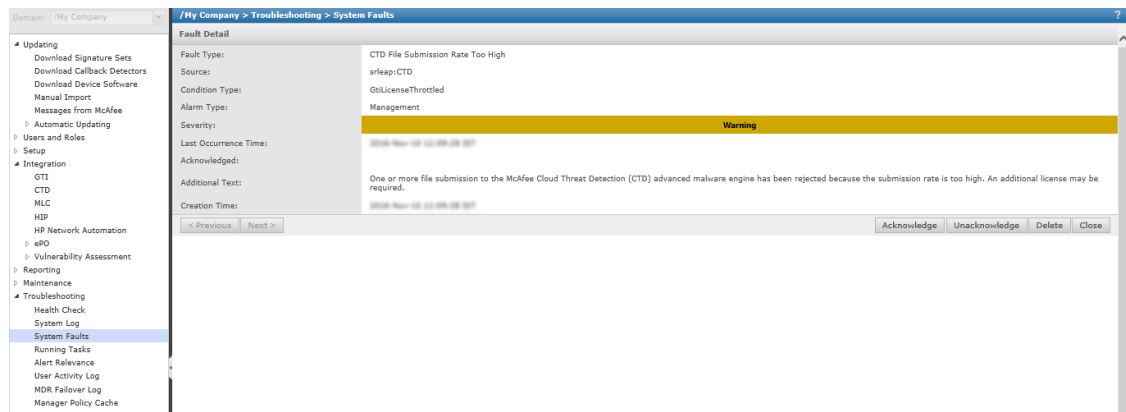 Domain: /My Company
/My Company > Troubleshooting > System Faults
?
Updating
Download Signature Sets
Download Callback Detectors
Download Device Software
Manual Import
Messages from McAfee
Automatic Updating
Users and Roles
Setup
Integration
GTI
CTD
MLC
HIP
HP Network Automation
ePO
Vulnerability Assessment
Reporting
Maintenance
Troubleshooting
Health Check
System Log
System Faults
Running Tasks
Alert Relevance
User Activity Log
MDR Failover Log
Manager Policy Cache
Fault Detail
Fault Type: CTD File Submission Rate Too High
Source: srleap:CTD
Condition Type: GtiLicenseThrottled
Alarm Type: Management
Severity: Warning
Last Occurrence Time:
Acknowledged:
Additional Text: One or more file submission to the McAfee Cloud Threat Detection (CTD) advanced malware engine has been rejected because the submission rate is too high. An additional license may be
required.
Creation Time:
< Previous Next > Acknowledge Unacknowledge Delete Close